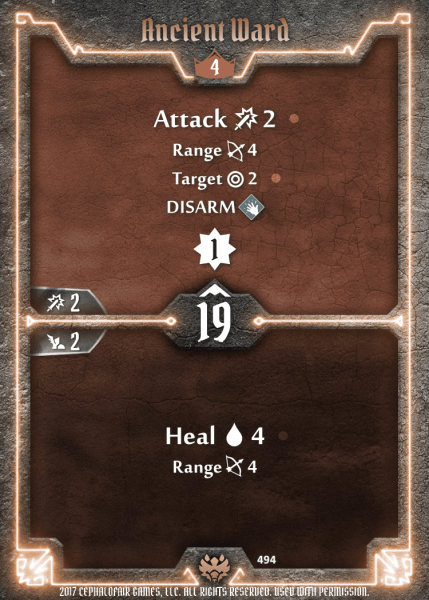 Ancient Ward
4
Attack 2
Range 4
Target 2
DISARM
1
2
19
2
Heal 4
Range 4
494
2017 CEPHALOFAIR GAMES, LLC. ALL RIGHTS RESERVED. USED WITH PERMISSION.